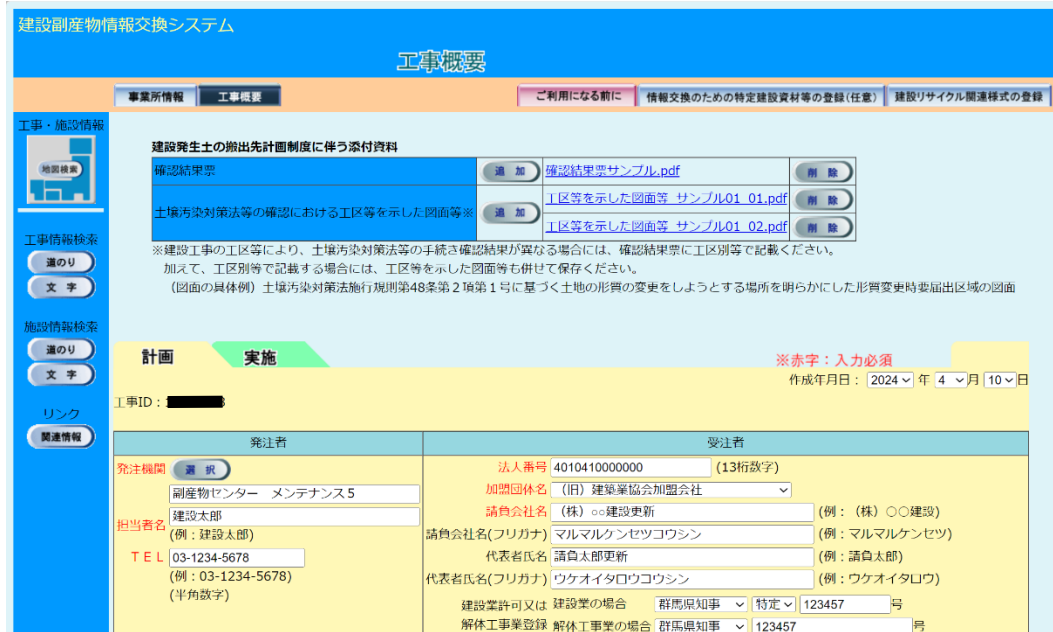 建設副産物情報交換システム
工事概要
事業所情報 工事概要 ご利用になる前に 情報交換のための特定建設資材等の登録(任意) 建設リサイクル関連様式の登録
工事・施設情報
地図検索
工事情報検索
道のり
文 字
施設情報検索
道のり
文 字
リンク
関連情報
建設発生土の搬出先計画制度に伴う添付資料
確認結果票 追 加 確認結果票サンプル.pdf 削 除
土壌汚染対策法等の確認における工区等を示した図面等※ 追 加 工区等を示した図面等_サンプル01_01.pdf 削 除
工区等を示した図面等_サンプル01_02.pdf 削 除
※建設工事の工区等により、土壌汚染対策法等の手続き確認結果が異なる場合には、確認結果票に工区別等で記載ください。
加えて、工区別等で記載する場合には、工区等を示した図面等も併せて保存ください。
（図面の具体例）土壌汚染対策法施行規則第48条第２項第１号に基づく土地の形質の変更をしようとする場所を明らかにした形質変更時要届出区域の図面
計画 実施
※赤字：入力必須
作成年月日： 2024 年 4 月 10 日
工事ID：
発注者 受注者
発注機関 選 択
副産物センター　メンテナンス５
担当者名 建設太郎
(例：建設太郎)
ＴＥＬ 03-1234-5678
(例：03-1234-5678)
(半角数字)
法人番号 4010410000000 (13桁数字)
加盟団体名 （旧）建築業協会加盟会社
請負会社名 （株）○○建設更新 (例：（株）〇〇建設)
請負会社名(フリガナ) マルマルケンセツコウシン (例：マルマルケンセツ)
代表者氏名 請負太郎更新 (例：請負太郎)
代表者氏名(フリガナ) ウケオイタロウコウシン (例：ウケオイタロウ)
建設業許可又は 建設業の場合 群馬県知事 特定 123457 号
解体工事業登録 解体工事業の場合 群馬県知事 123457 号